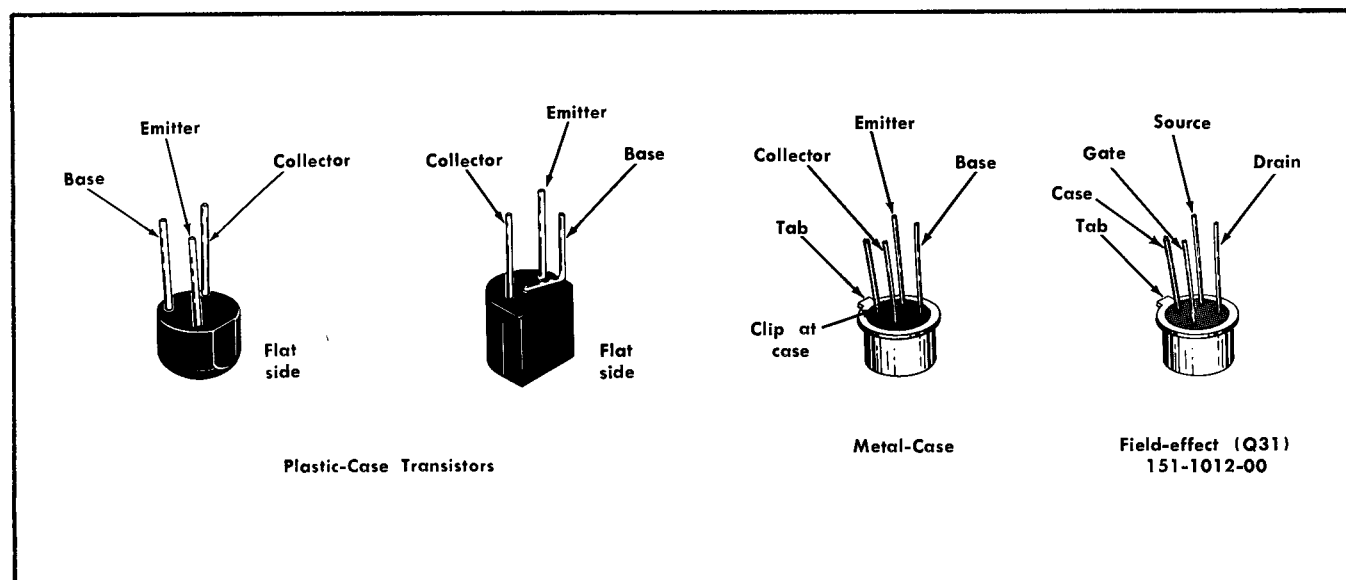 Emitter
Base
Collector
Flat
side
Emitter
Collector
Base
Flat
side
Plastic-Case Transistors
Emitter
Collector
Base
Tab
Clip at
case
Metal-Case
Source
Gate
Drain
Case
Tab
Field-effect (Q31)
151-1012-00